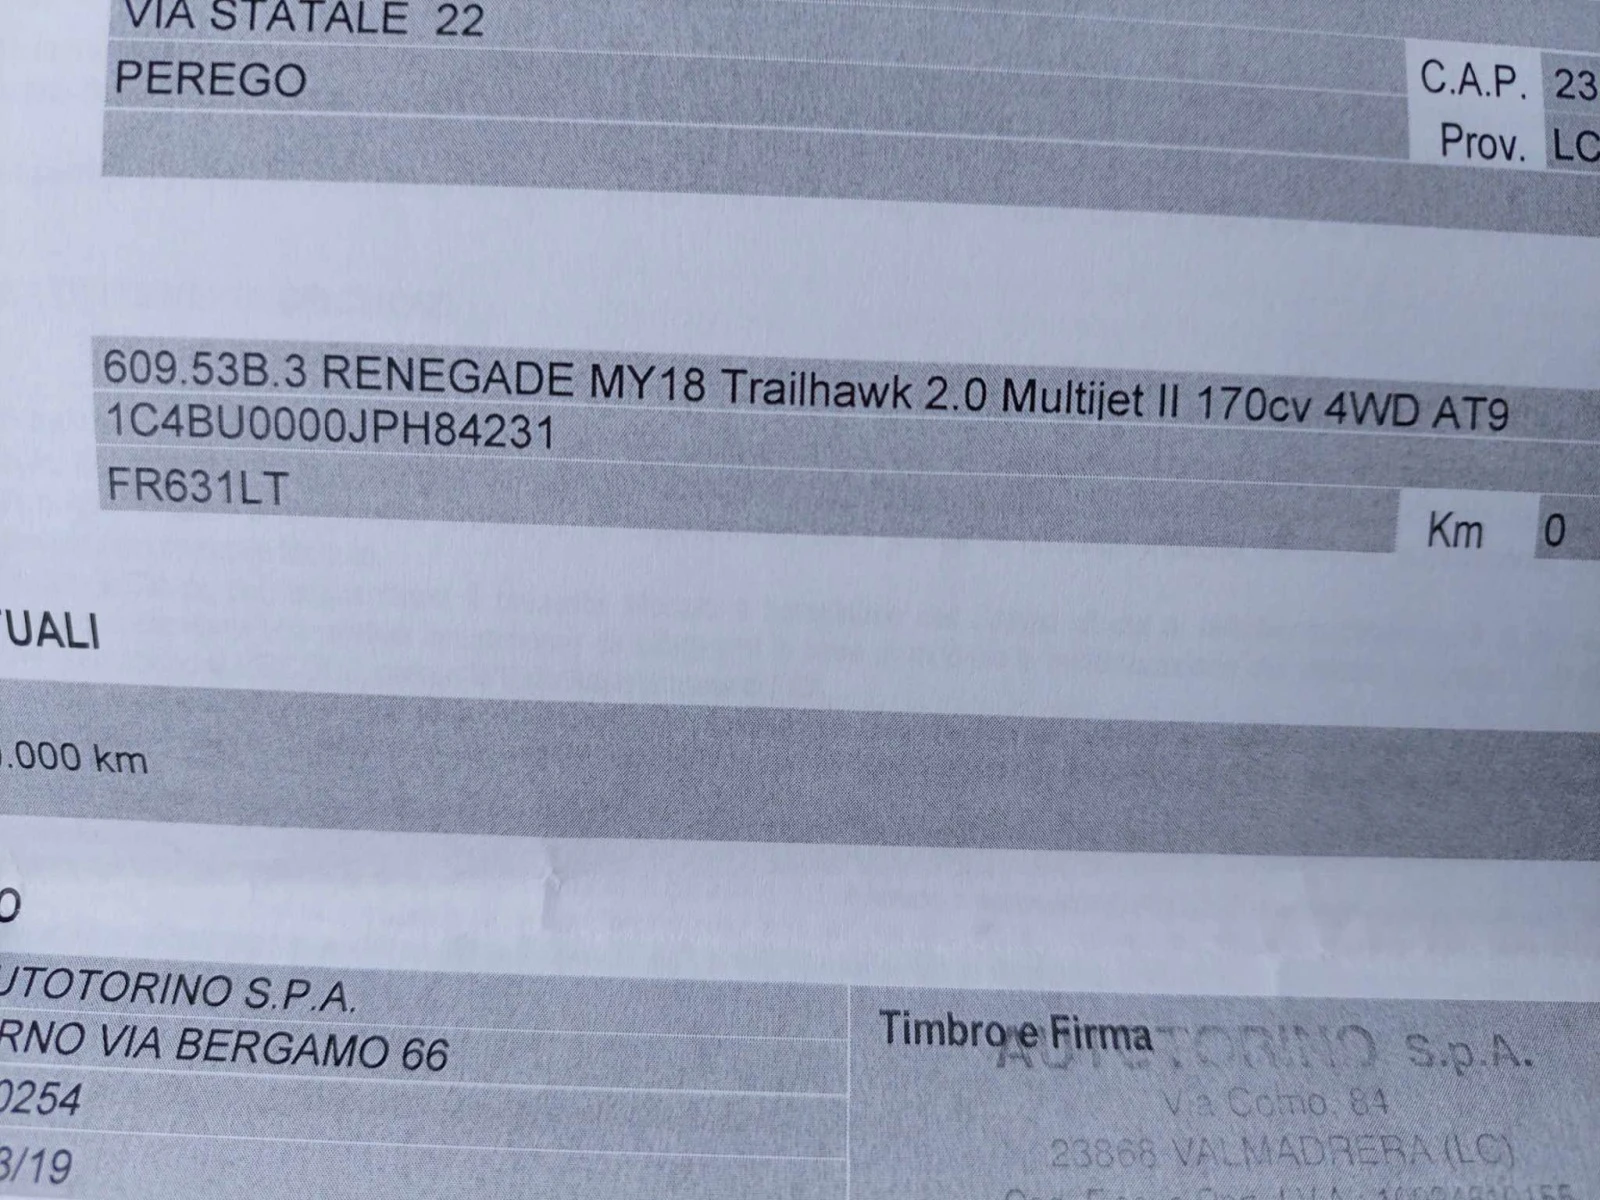 VIA STATALE 22
PEREGO
C.A.P. 23
Prov. LC
609.53B.3 RENEGADE MY18 Trailhawk 2.0 Multijet II 170cv 4WD AT9
1C4BU0000JPH84231
FR631LT
Km 0
TUALI
.000 km
O
UTOTORINO S.P.A.
RNO VIA BERGAMO 66
0254
3/19
Timbro e Firma
AUTOTORINO S.p.A.
Via Como, 84
23868 VALMADRERA (LC)